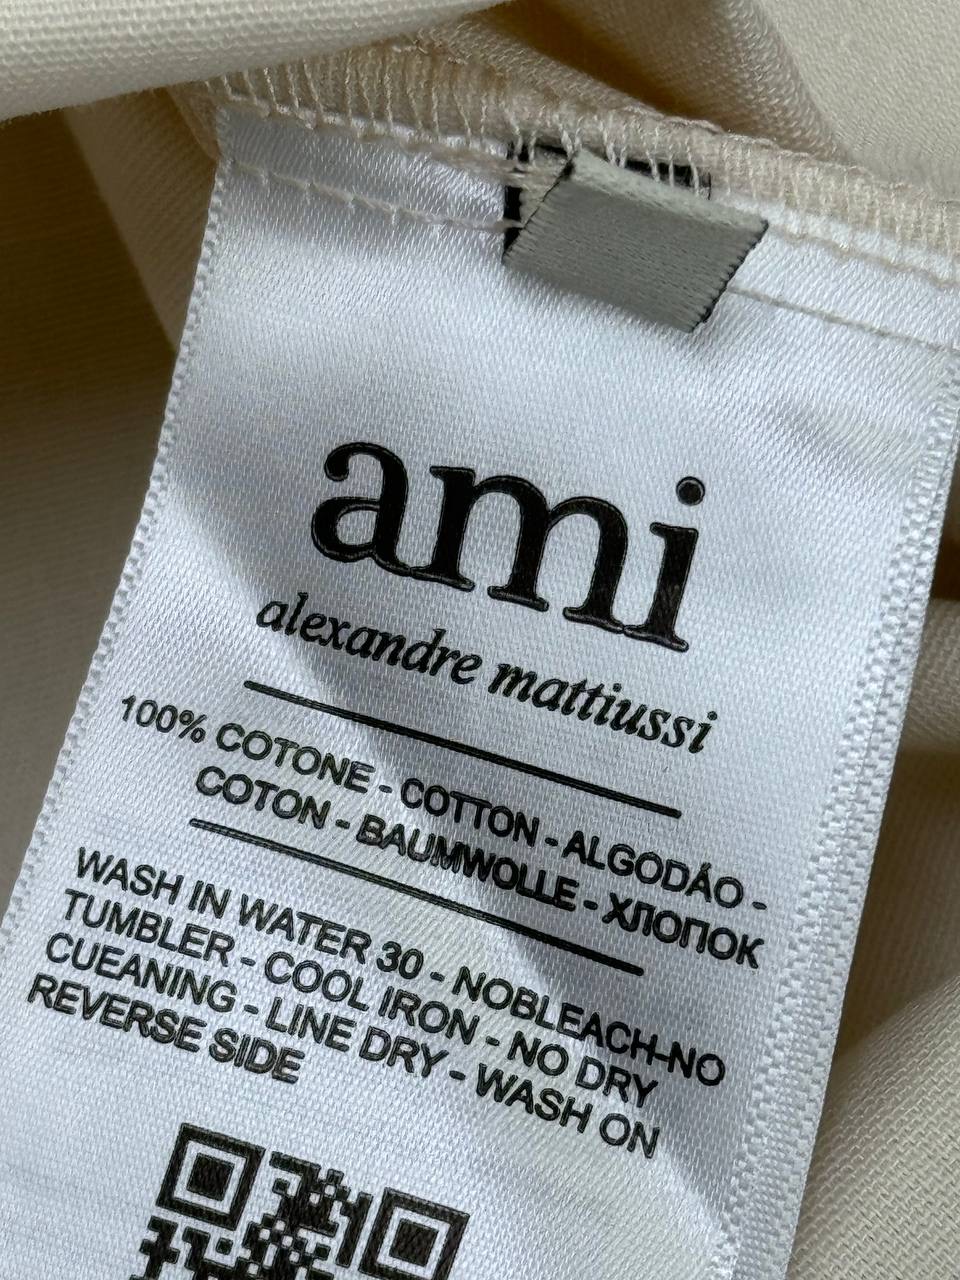 ami
alexandre mattiussi
100% COTONE - COTTON - ALGODÁO -
COTON - BAUMWOLLE - ХЛОПОК
WASH IN WATER 30 - NOBLEACH-NO
TUMBLER - COOL IRON - NO DRY
CUEANING - LINE DRY - WASH ON
REVERSE SIDE